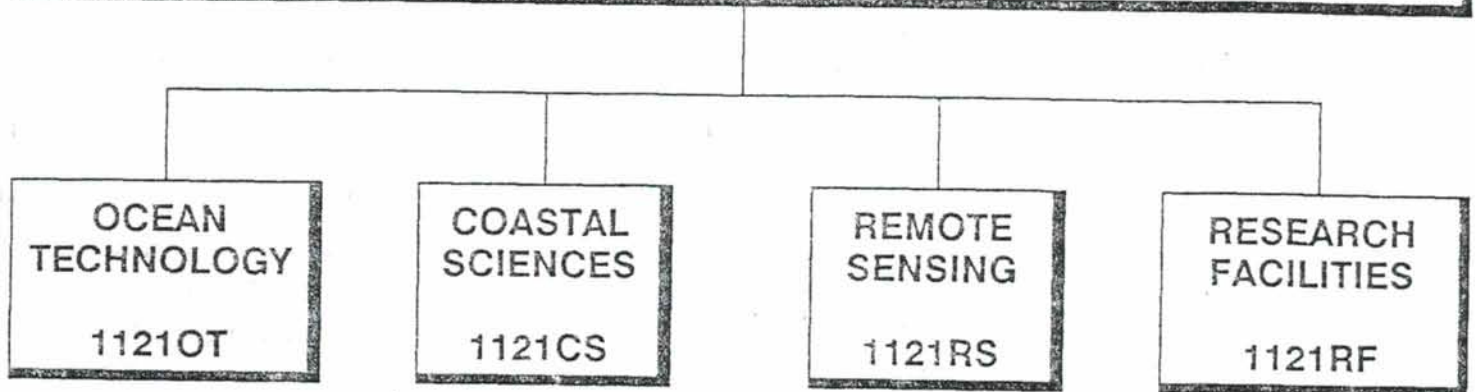 OCEAN
TECHNOLOGY
1121OT
COASTAL
SCIENCES
1121CS
REMOTE
SENSING
1121RS
RESEARCH
FACILITIES
1121RF